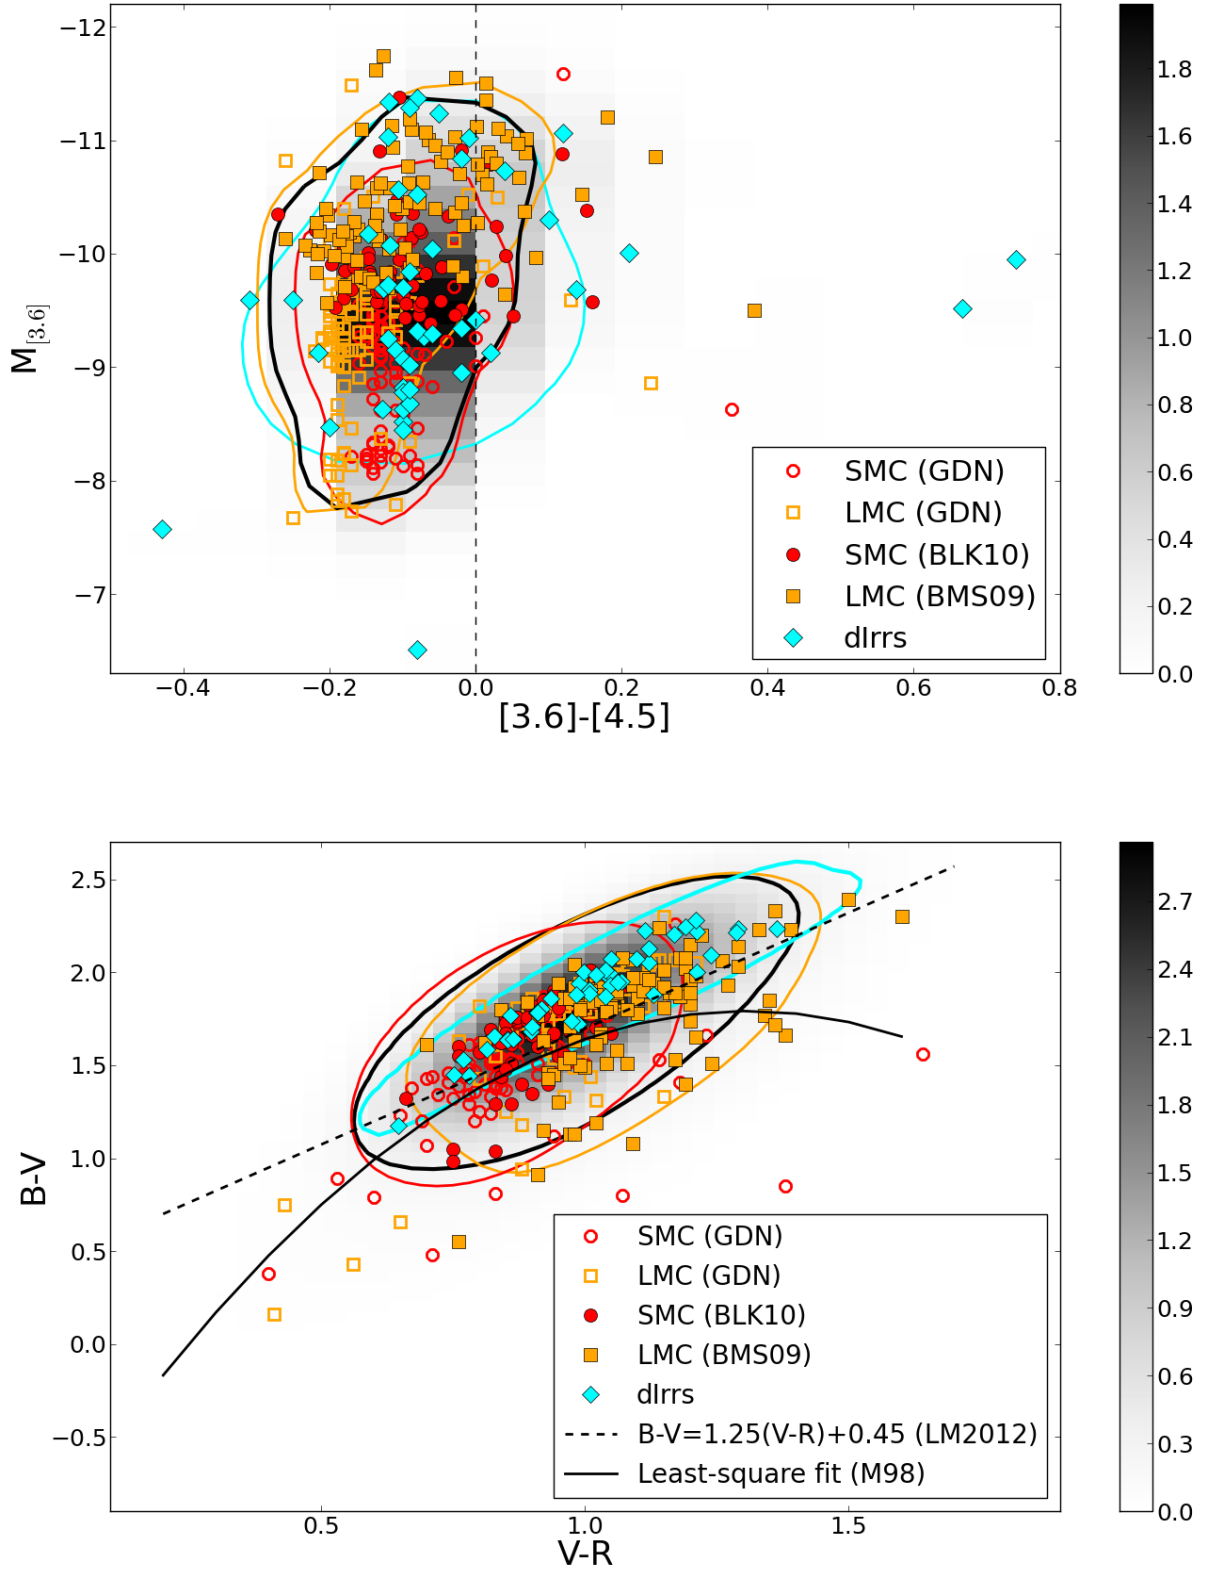 −12
−11
−10
−9
−8
−7
M[3.6]
−0.4
−0.2
0.0
0.2
0.4
0.6
0.8
[3.6]-[4.5]
SMC (GDN)
LMC (GDN)
SMC (BLK10)
LMC (BMS09)
dIrrs
1.8
1.6
1.4
1.2
1.0
0.8
0.6
0.4
0.2
0.0
2.5
2.0
1.5
1.0
0.5
0.0
−0.5
B-V
0.5
1.0
1.5
V-R
SMC (GDN)
LMC (GDN)
SMC (BLK10)
LMC (BMS09)
dIrrs
B-V=1.25(V-R)+0.45 (LM2012)
Least-square fit (M98)
2.7
2.4
2.1
1.8
1.5
1.2
0.9
0.6
0.3
0.0